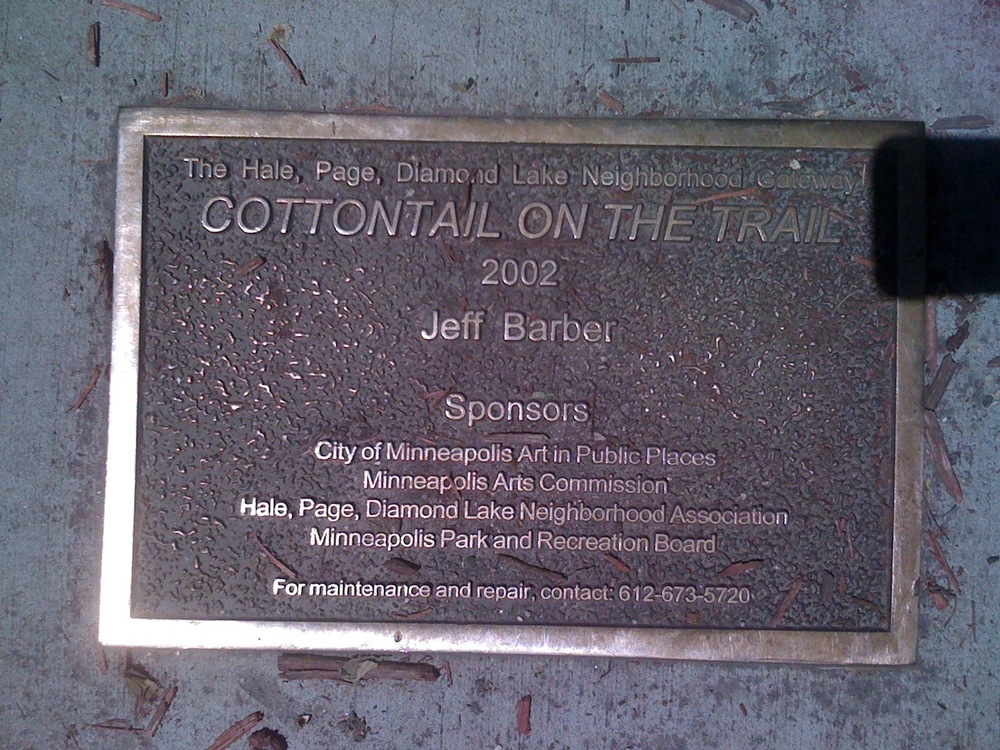 The Hale, Page, Diamond Lake Neighborhood Gateway
COTTONTAIL ON THE TRAIL
2002
Jeff Barber
Sponsors
City of Minneapolis Art in Public Places
Minneapolis Arts Commission
Hale, Page, Diamond Lake Neighborhood Association
Minneapolis Park and Recreation Board
For maintenance and repair, contact: 612-673-5720